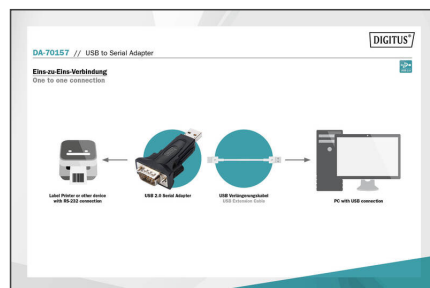 DIGITUS®
DA-70157 // USB to Serial Adapter
Eins-zu-Eins-Verbindung
One to one connection
Label Printer or other device
with RS-232 connection
USB 2.0 Serial Adapter
USB Verlängerungskabel
USB Extension Cable
PC with USB connection